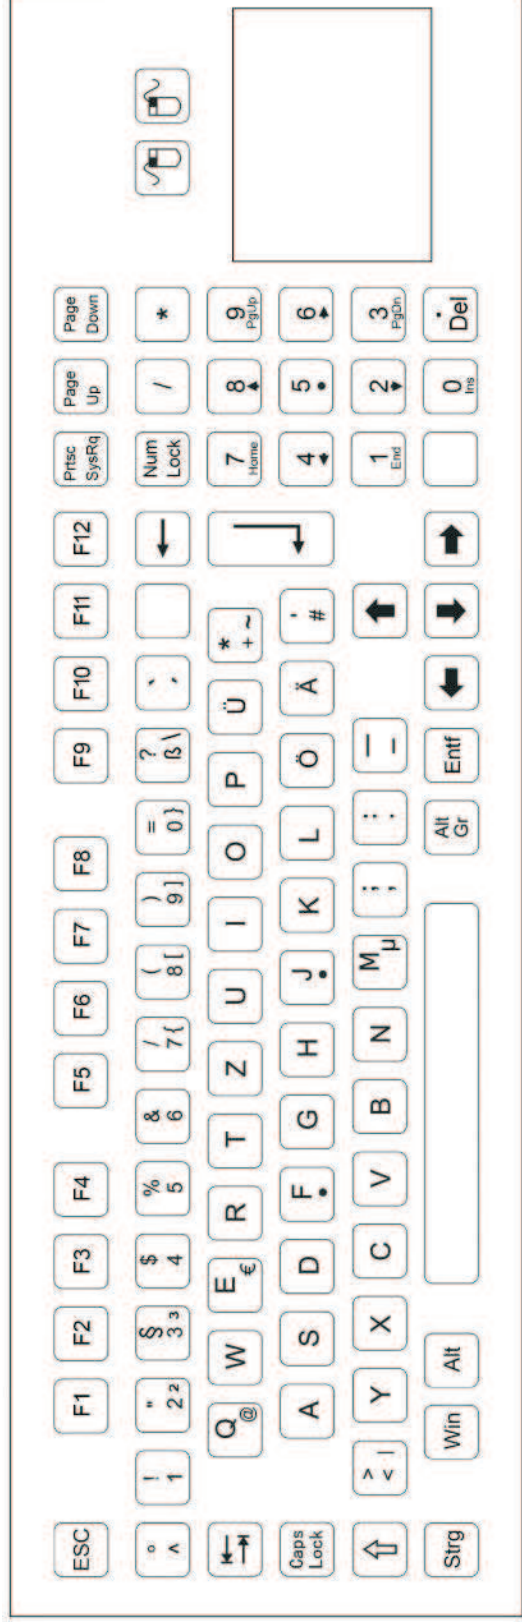 ESC F1 F2 F3 F4 F5 F6 F7 F8 F9 F10 F11 F12 Prtsc SysRq Page Up Page Down
° ^ ! 1 " 2 ² § 3 ³ $ 4 % 5 & 6 / 7 { ( 8 [ ) 9 ] = 0 } ? ß \ ` ´ ← Num Lock / *
Q @ W E € R T Z U I O P Ü * + ~ 7 Home 8 9 PgUp
Caps Lock A S D F G H J K L Ö Ä ' # 4 5 6
> < | Y X C V B N M µ ; , : . _ – 1 End 2 3 PgDn
Strg Win Alt Alt Gr Entf 0 Ins . Del